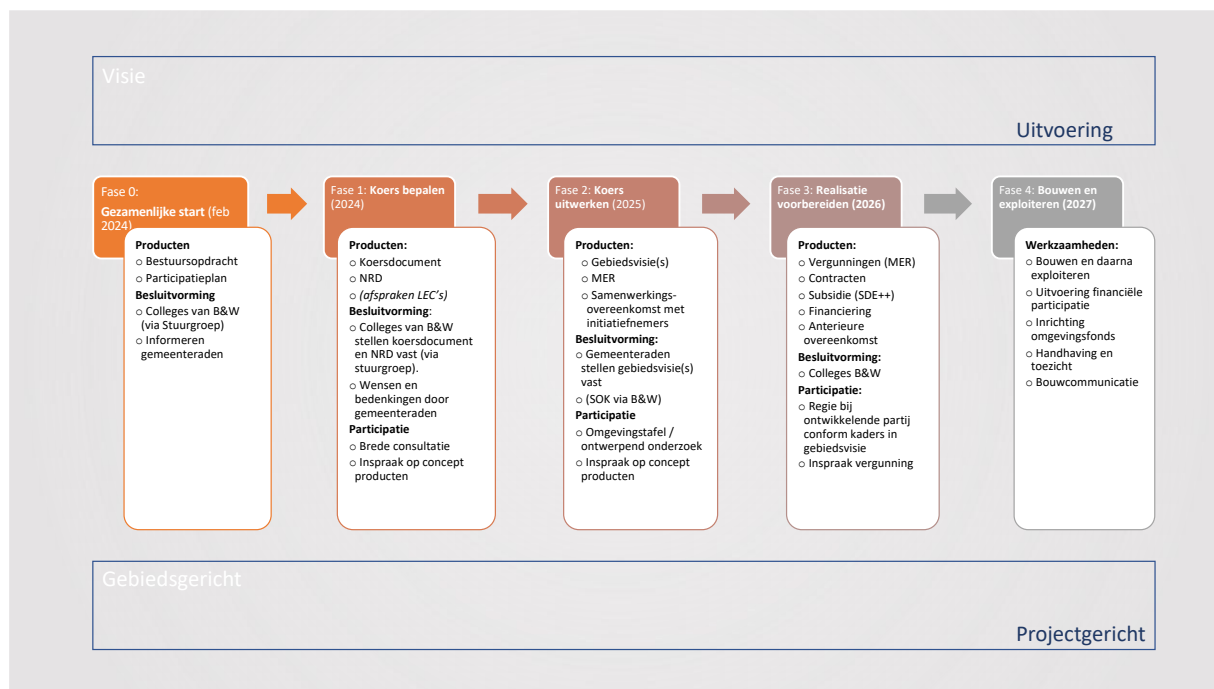 Visie
Uitvoering
Fase 0:
Gezamenlijke start (feb
2024)
Producten
o Bestuursopdracht
o Participatieplan
Besluitvorming
o Colleges van B&W
(via Stuurgroep)
o Informeren
gemeenteraden
Fase 1: Koers bepalen
(2024)
Producten:
o Koersdocument
o NRD
o (afspraken LEC's)
Besluitvorming:
o Colleges van B&W
stellen koersdocument
en NRD vast (via
stuurgroep).
o Wensen en
bedenkingen door
gemeenteraden
Participatie
o Brede consultatie
o Inspraak op concept
producten
Fase 2: Koers
uitwerken (2025)
Producten:
o Gebiedsvisie(s)
o MER
o Samenwerkings-
overeenkomst met
initiatiefnemers
Besluitvorming:
o Gemeenteraden
stellen gebiedsvisie(s)
vast
o (SOK via B&W)
Participatie
o Omgevingstafel /
ontwerpend onderzoek
o Inspraak op concept
producten
Fase 3: Realisatie
voorbereiden (2026)
Producten:
o Vergunningen (MER)
o Contracten
o Subsidie (SDE++)
o Financiering
o Anterieure
overeenkomst
Besluitvorming:
o Colleges B&W
Participatie:
o Regie bij
ontwikkelende partij
conform kaders in
gebiedsvisie
o Inspraak vergunning
Fase 4: Bouwen en
exploiteren (2027)
Werkzaamheden:
o Bouwen en daarna
exploiteren
o Uitvoering financiële
participatie
o Inrichting
omgevingsfonds
o Handhaving en
toezicht
o Bouwcommunicatie
Gebiedsgericht
Projectgericht